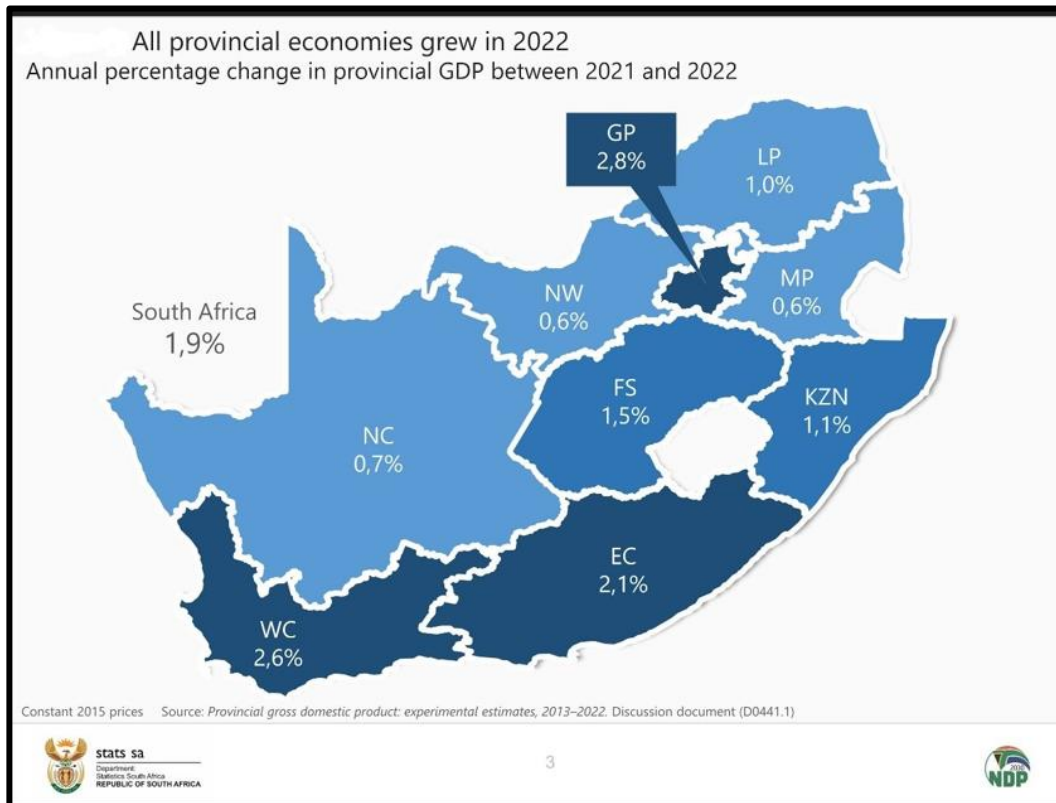 All provincial economies grew in 2022
Annual percentage change in provincial GDP between 2021 and 2022
GP
2,8%
LP
1,0%
NW
0,6%
MP
0,6%
South Africa
1,9%
FS
1,5%
KZN
1,1%
NC
0,7%
EC
2,1%
WC
2,6%
Constant 2015 prices Source: Provincial gross domestic product: experimental estimates, 2013–2022. Discussion document (D0441.1)
stats sa
Department:
Statistics South Africa
REPUBLIC OF SOUTH AFRICA
3
2030
NDP